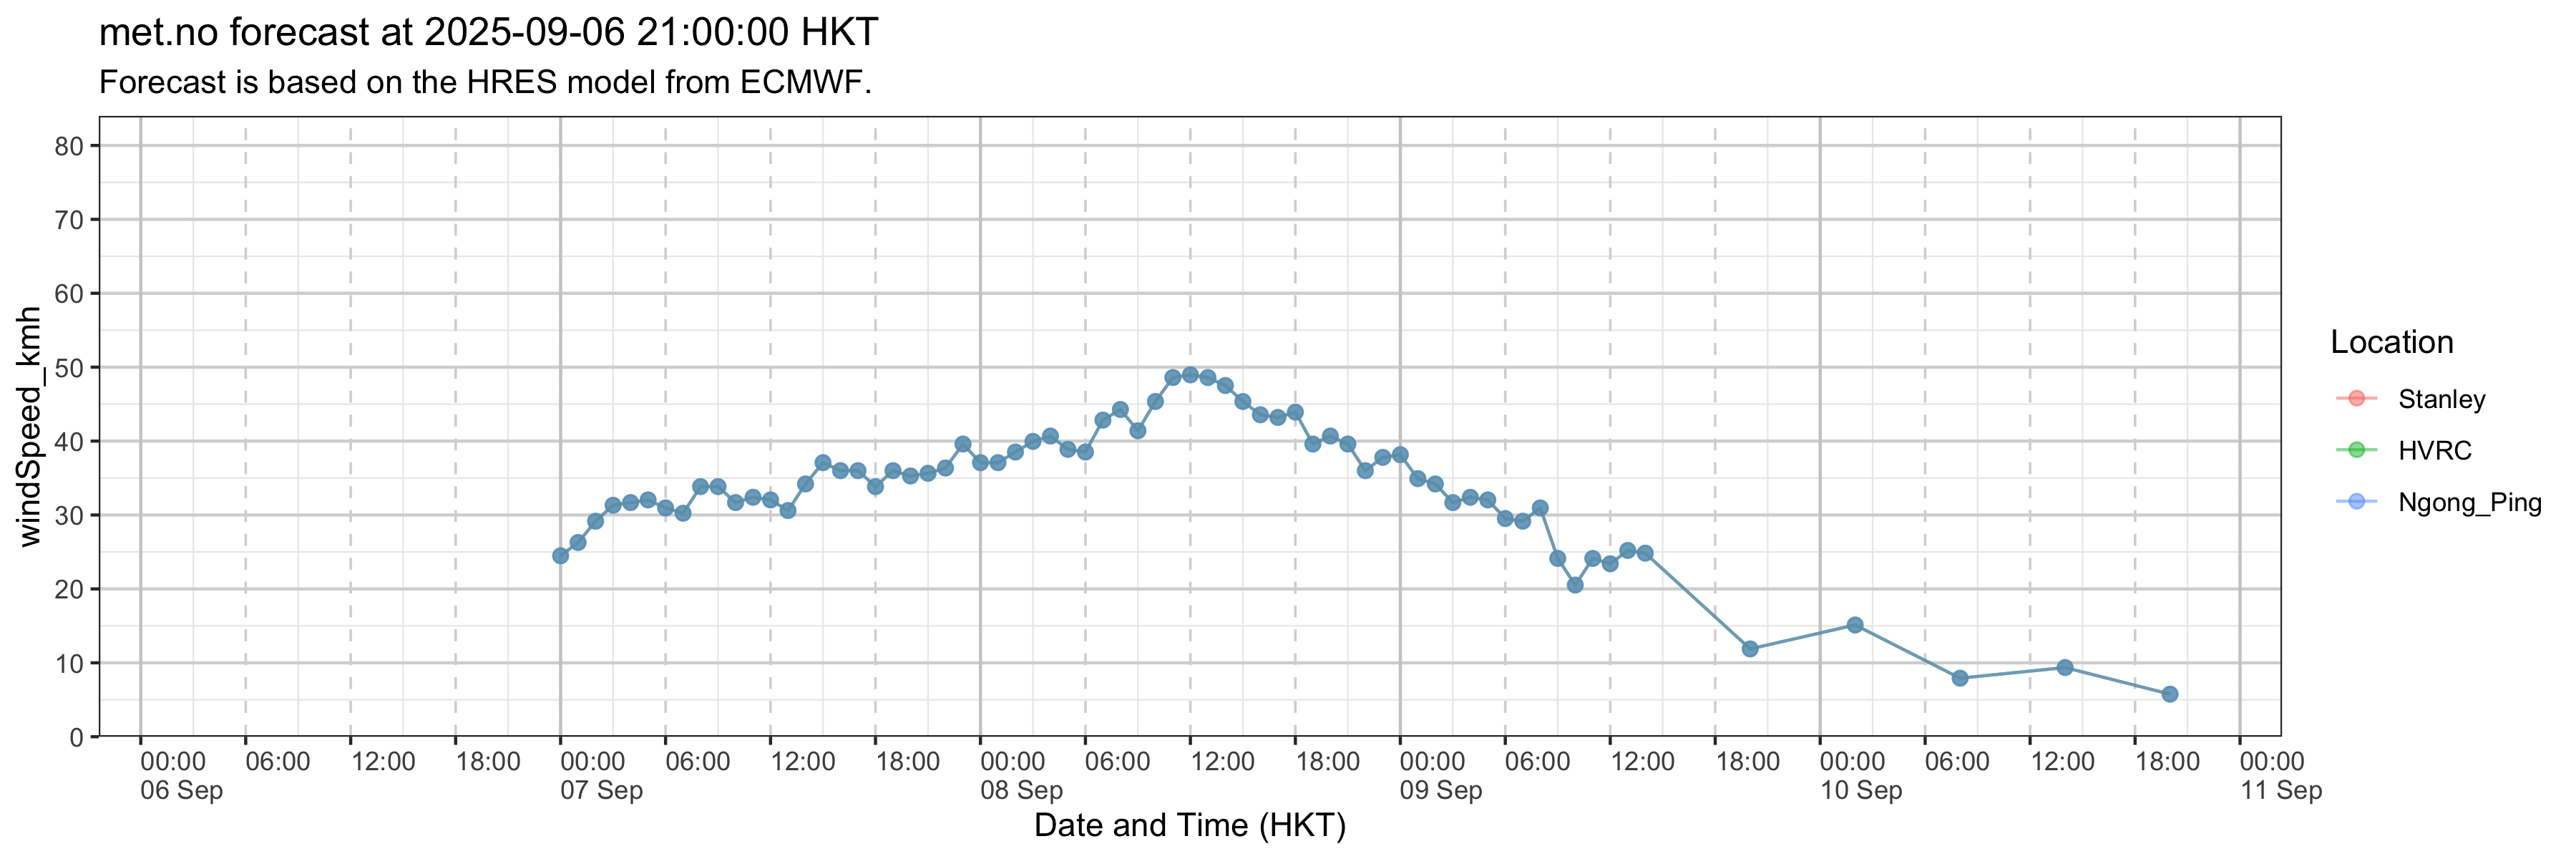 met.no forecast at 2025-09-06 21:00:00 HKT
Forecast is based on the HRES model from ECMWF.
windSpeed_kmh
80
70
60
50
40
30
20
10
0
00:00 06:00 12:00 18:00 00:00 06:00 12:00 18:00 00:00 06:00 12:00 18:00 00:00 06:00 12:00 18:00 00:00 06:00 12:00 18:00 00:00
06 Sep 07 Sep 08 Sep 09 Sep 10 Sep 11 Sep
Date and Time (HKT)
Location
Stanley
HVRC
Ngong_Ping